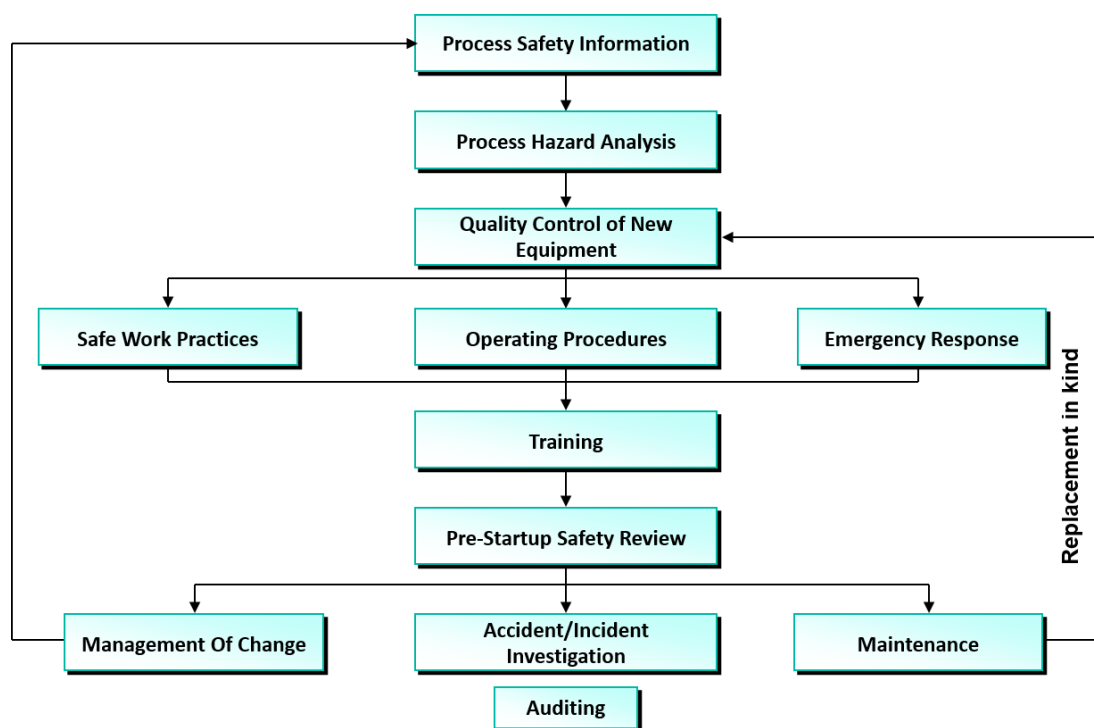 Process Safety Information
Process Hazard Analysis
Quality Control of New
Equipment
Safe Work Practices
Operating Procedures
Emergency Response
Replacement in kind
Training
Pre-Startup Safety Review
Management Of Change
Accident/Incident
Investigation
Maintenance
Auditing